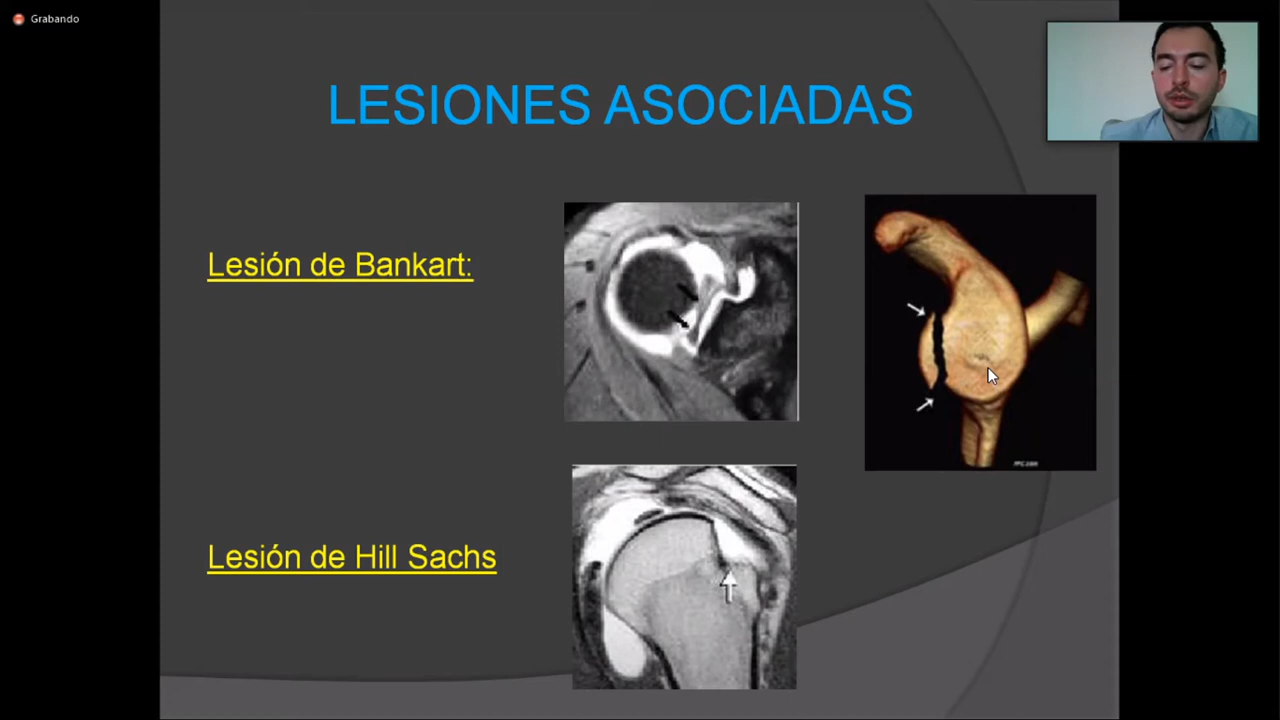 Grabando
LESIONES ASOCIADAS
Lesión de Bankart:
Lesión de Hill Sachs